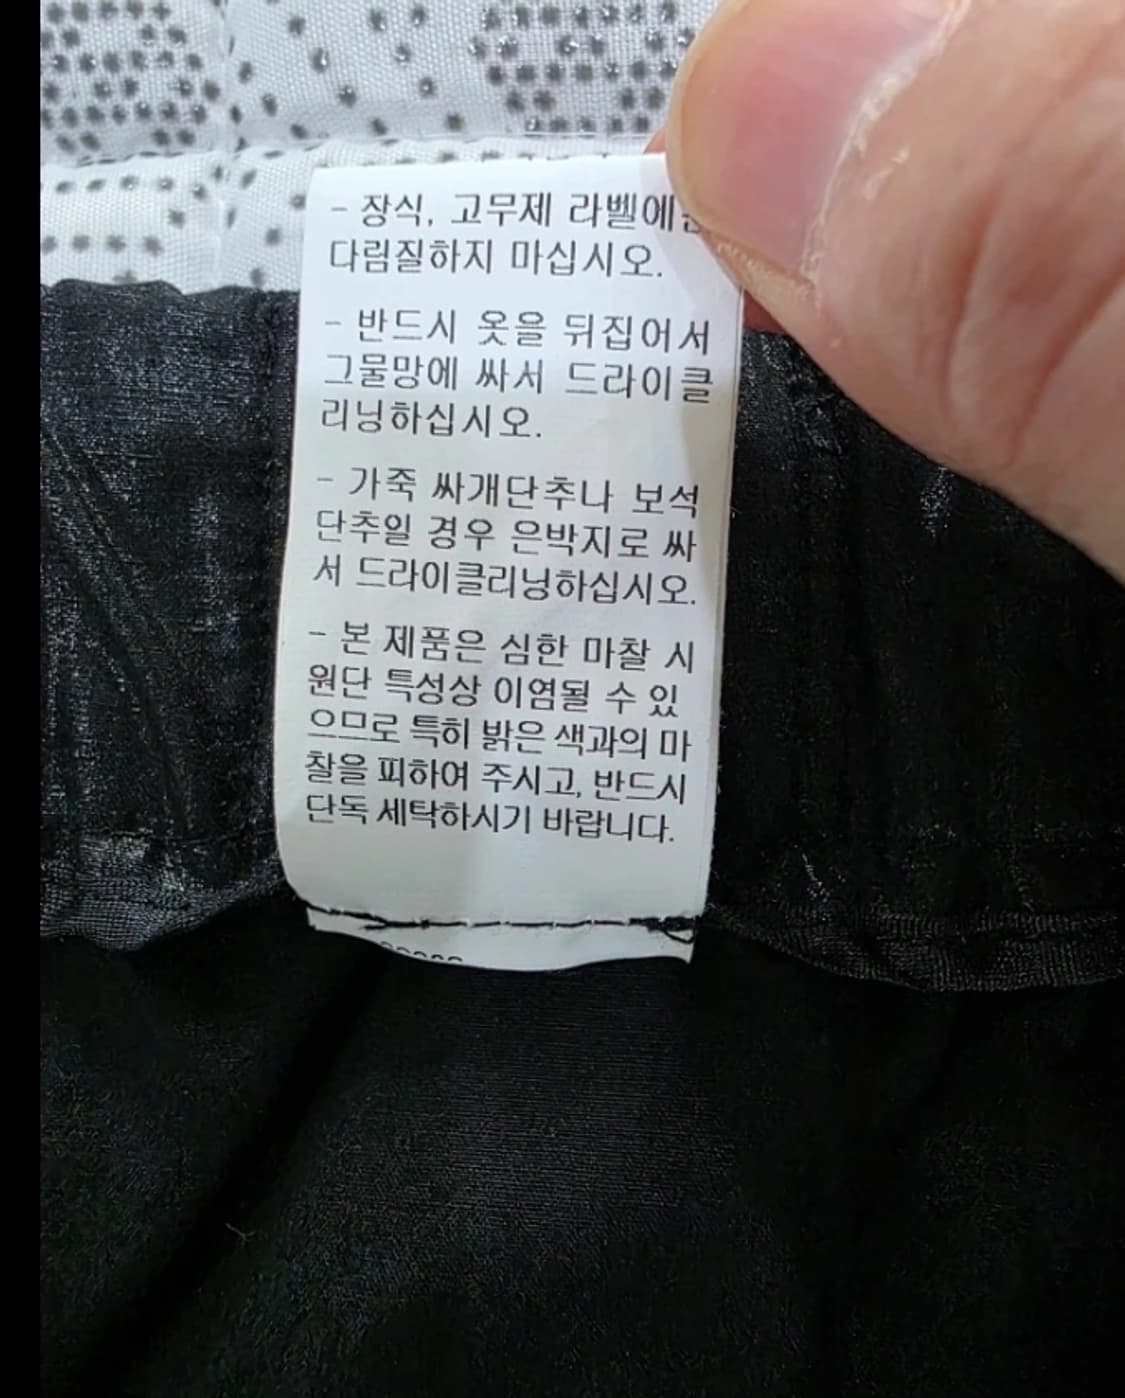 - 장식, 고무제 라벨에는
다림질하지 마십시오.
- 반드시 옷을 뒤집어서
그물망에 싸서 드라이클
리닝하십시오.
- 가죽 싸개단추나 보석
단추일 경우 은박지로 싸
서 드라이클리닝하십시오.
- 본 제품은 심한 마찰 시
원단 특성상 이염될 수 있
으므로 특히 밝은 색과의 마
찰을 피하여 주시고, 반드시
단독 세탁하시기 바랍니다.